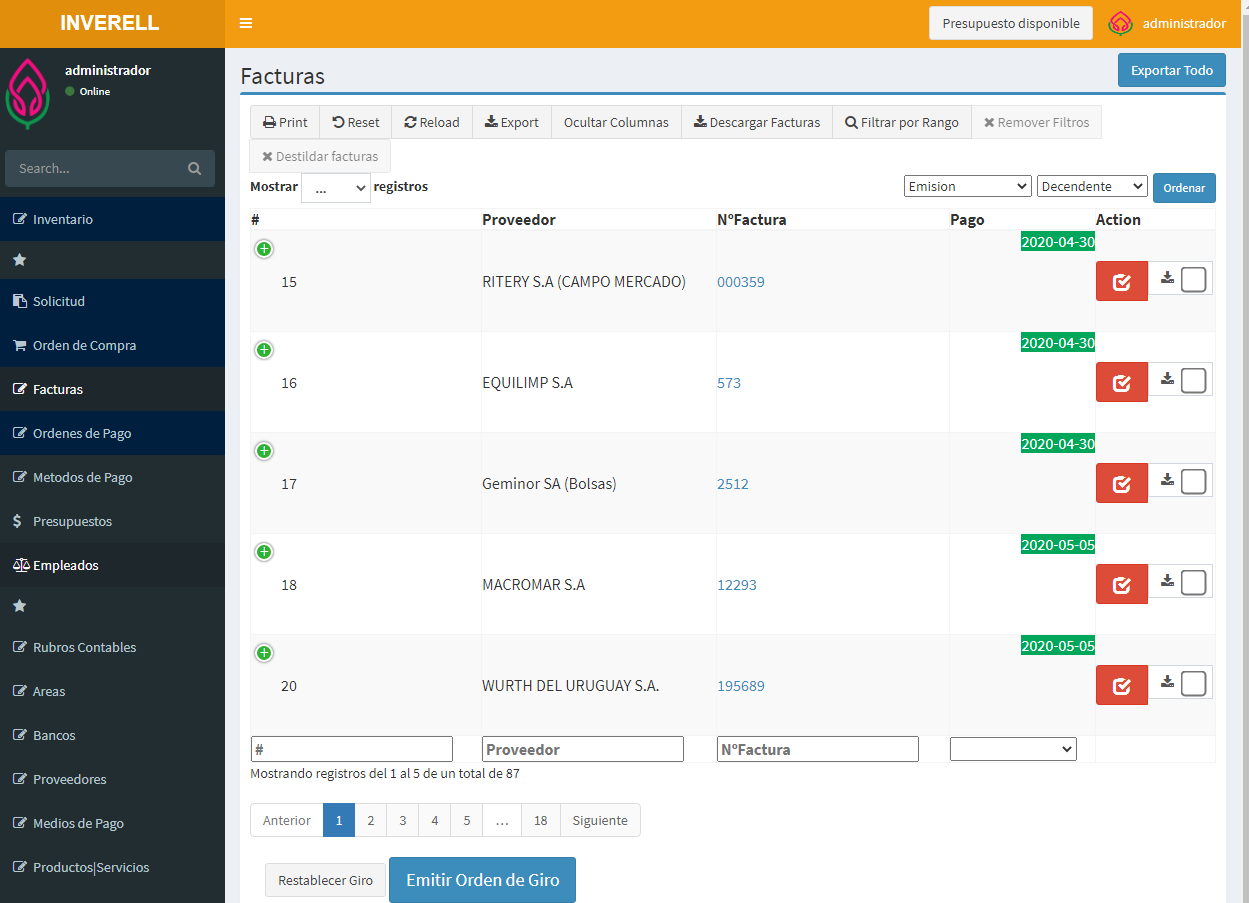 INVERELL
Presupuesto disponible
administrador
administrador
Online
Search...
Inventario
Solicitud
Orden de Compra
Facturas
Ordenes de Pago
Metodos de Pago
$ Presupuestos
Empleados
Rubros Contables
Areas
Bancos
Proveedores
Medios de Pago
Productos|Servicios
Facturas
Exportar Todo
Print Reset Reload Export Ocultar Columnas Descargar Facturas Filtrar por Rango Remover Filtros
Destildar facturas
Mostrar ... registros
Emision Decendente Ordenar
# Proveedor NºFactura Pago Action
2020-04-30
15 RITERY S.A (CAMPO MERCADO) 000359
2020-04-30
16 EQUILIMP S.A 573
2020-04-30
17 Geminor SA (Bolsas) 2512
2020-05-05
18 MACROMAR S.A 12293
2020-05-05
20 WURTH DEL URUGUAY S.A. 195689
# Proveedor NºFactura
Mostrando registros del 1 al 5 de un total de 87
Anterior 1 2 3 4 5 ... 18 Siguiente
Restablecer Giro Emitir Orden de Giro